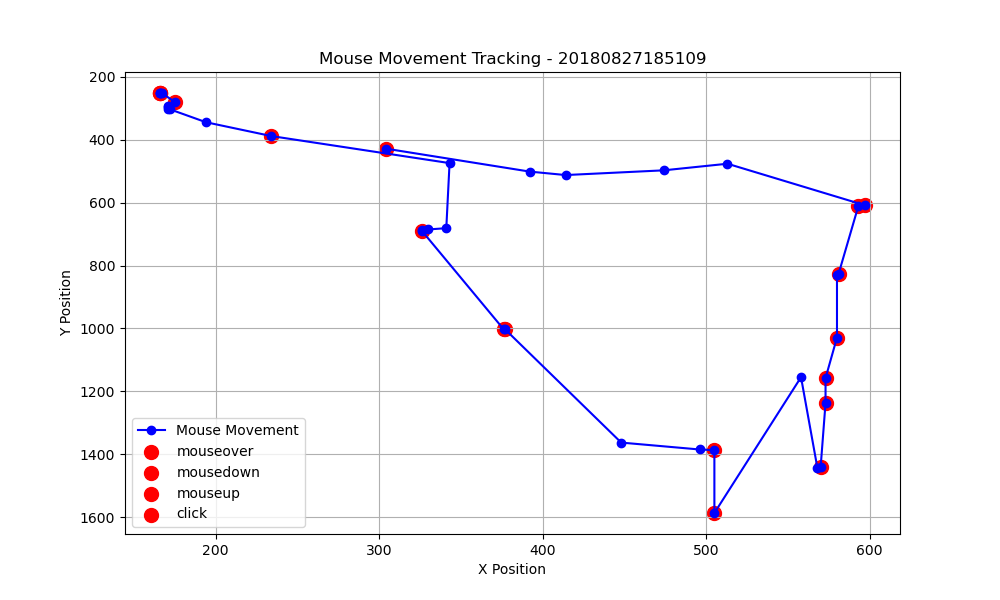 Mouse Movement Tracking - 20180827185109
200
400
600
800
1000
1200
1400
1600
Y Position
Mouse Movement
mouseover
mousedown
mouseup
click
200
300
400
500
600
X Position